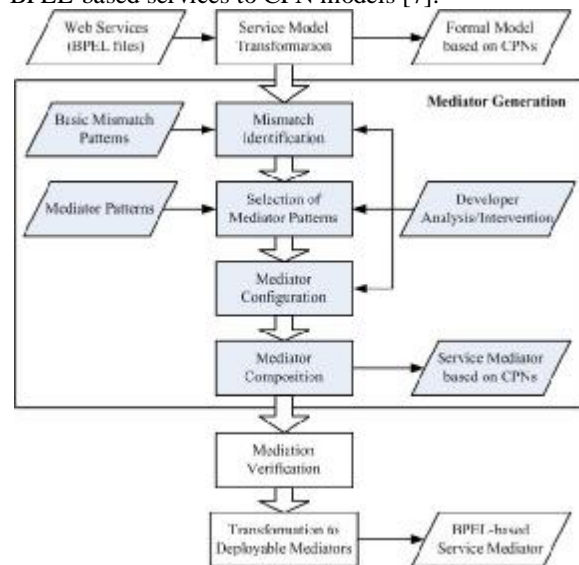 BPEL-based services to CPN models [7].
Web Services
(BPEL files)
Service Model
Transformation
Formal Model
based on CPNs
Mediator Generation
Basic Mismatch
Patterns
Mismatch
Identification
Mediator Patterns
Selection of
Mediator Patterns
Developer
Analysis/Intervention
Mediator
Configuration
Mediator
Composition
Service Mediator
based on CPNs
Mediation
Verification
Transformation to
Deployable Mediators
BPEL-based
Service Mediator